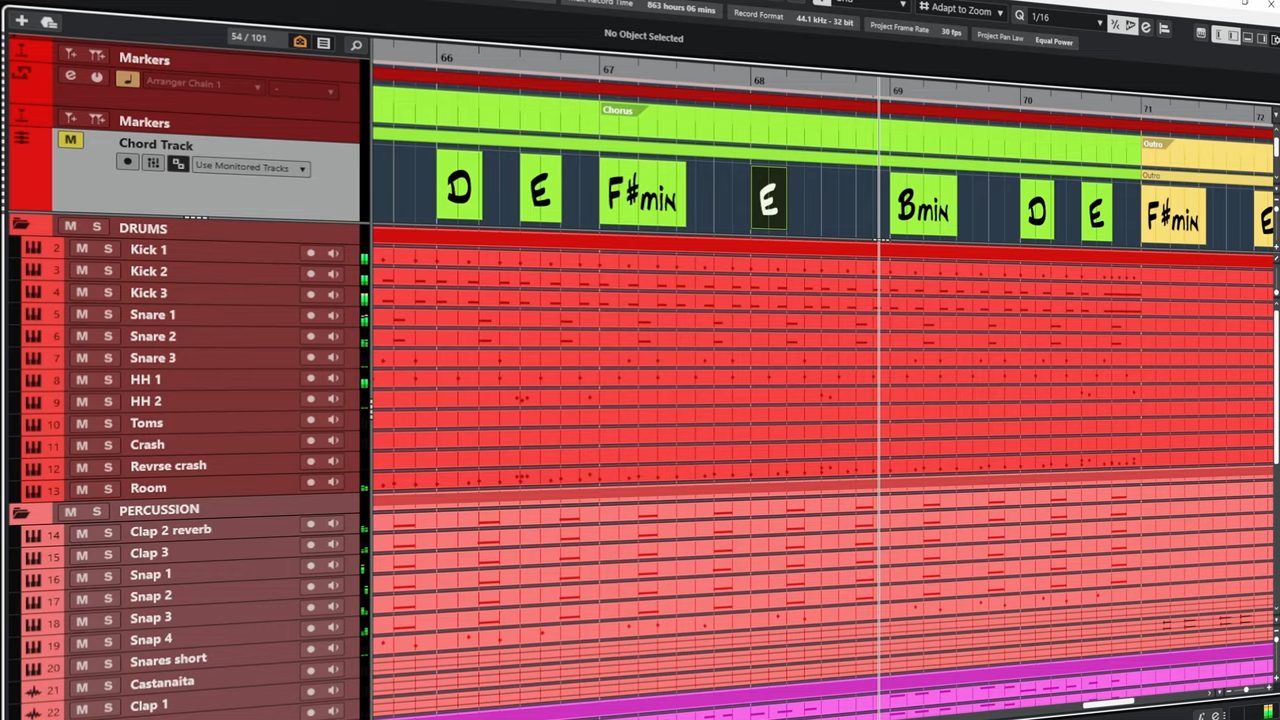 863 hours 06 mins
Record Format 44.1 kHz - 32 bit
Project Frame Rate 30 fps
Project Pan Law Equal Power
Adapt to Zoom
1/16
54 / 101
No Object Selected
66 67 68 69 70 71 72
Markers
Arranger Chain 1
Markers
Chorus
Outro
Outro
M Chord Track
Use Monitored Tracks
D E F#min E Bmin D E F#min E
M S DRUMS
2 M S Kick 1
3 M S Kick 2
4 M S Kick 3
5 M S Snare 1
6 M S Snare 2
7 M S Snare 3
8 M S HH 1
9 M S HH 2
10 M S Toms
11 M S Crash
12 M S Revrse crash
13 M S Room
M S PERCUSSION
14 M S Clap 2 reverb
15 M S Clap 3
16 M S Snap 1
17 M S Snap 2
18 M S Snap 3
19 M S Snap 4
20 M S Snares short
21 M S Castanaita
22 M S Clap 1